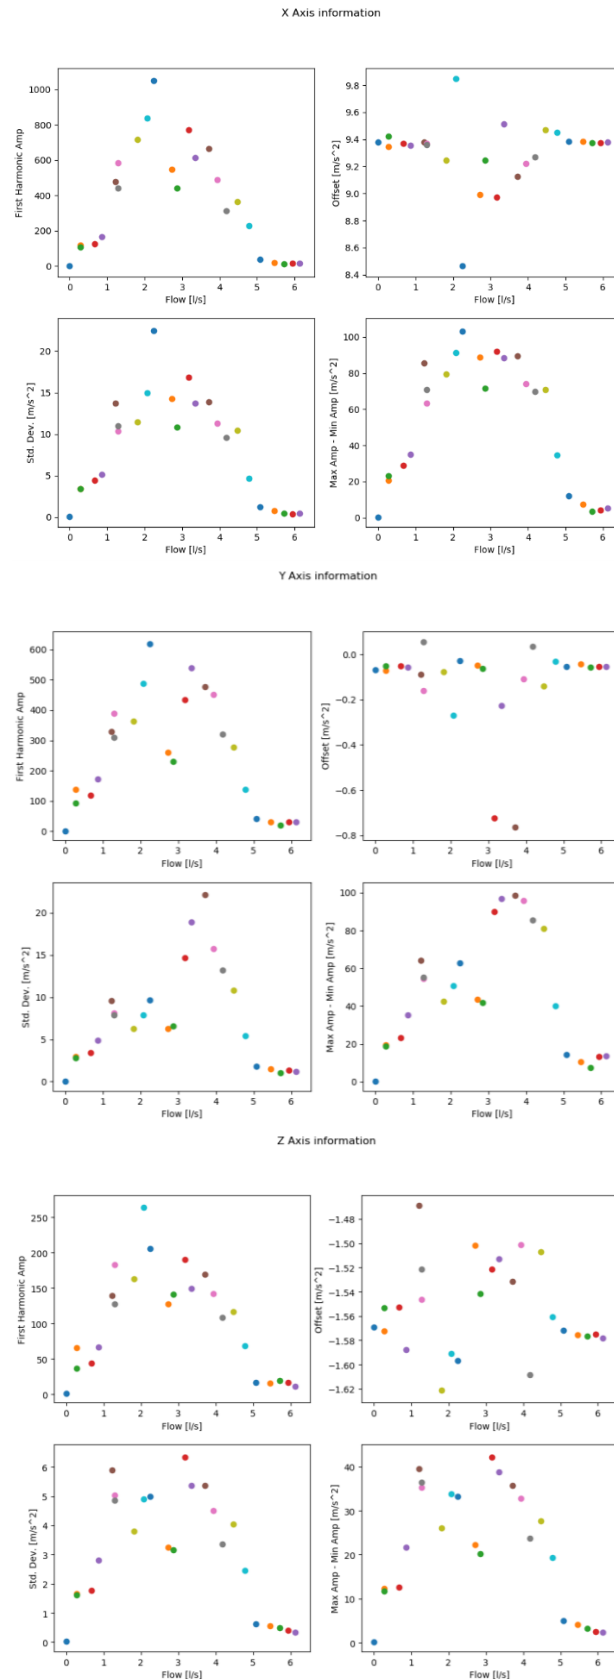 X Axis information
First Harmonic Amp
1000
800
600
400
200
0
0 1 2 3 4 5 6
Flow [l/s]
Offset [m/s^2]
9.8
9.6
9.4
9.2
9.0
8.8
8.6
8.4
0 1 2 3 4 5 6
Flow [l/s]
Std. Dev. [m/s^2]
20
15
10
5
0
0 1 2 3 4 5 6
Flow [l/s]
Max Amp - Min Amp [m/s^2]
100
80
60
40
20
0
0 1 2 3 4 5 6
Flow [l/s]
Y Axis information
First Harmonic Amp
600
500
400
300
200
100
0
0 1 2 3 4 5 6
Flow [l/s]
Offset [m/s^2]
0.0
−0.2
−0.4
−0.6
−0.8
0 1 2 3 4 5 6
Flow [l/s]
Std. Dev. [m/s^2]
20
15
10
5
0
0 1 2 3 4 5 6
Flow [l/s]
Max Amp - Min Amp [m/s^2]
100
80
60
40
20
0
0 1 2 3 4 5 6
Flow [l/s]
Z Axis information
First Harmonic Amp
250
200
150
100
50
0
0 1 2 3 4 5 6
Flow [l/s]
Offset [m/s^2]
−1.48
−1.50
−1.52
−1.54
−1.56
−1.58
−1.60
−1.62
0 1 2 3 4 5 6
Flow [l/s]
Std. Dev. [m/s^2]
6
5
4
3
2
1
0
0 1 2 3 4 5 6
Flow [l/s]
Max Amp - Min Amp [m/s^2]
40
30
20
10
0
0 1 2 3 4 5 6
Flow [l/s]